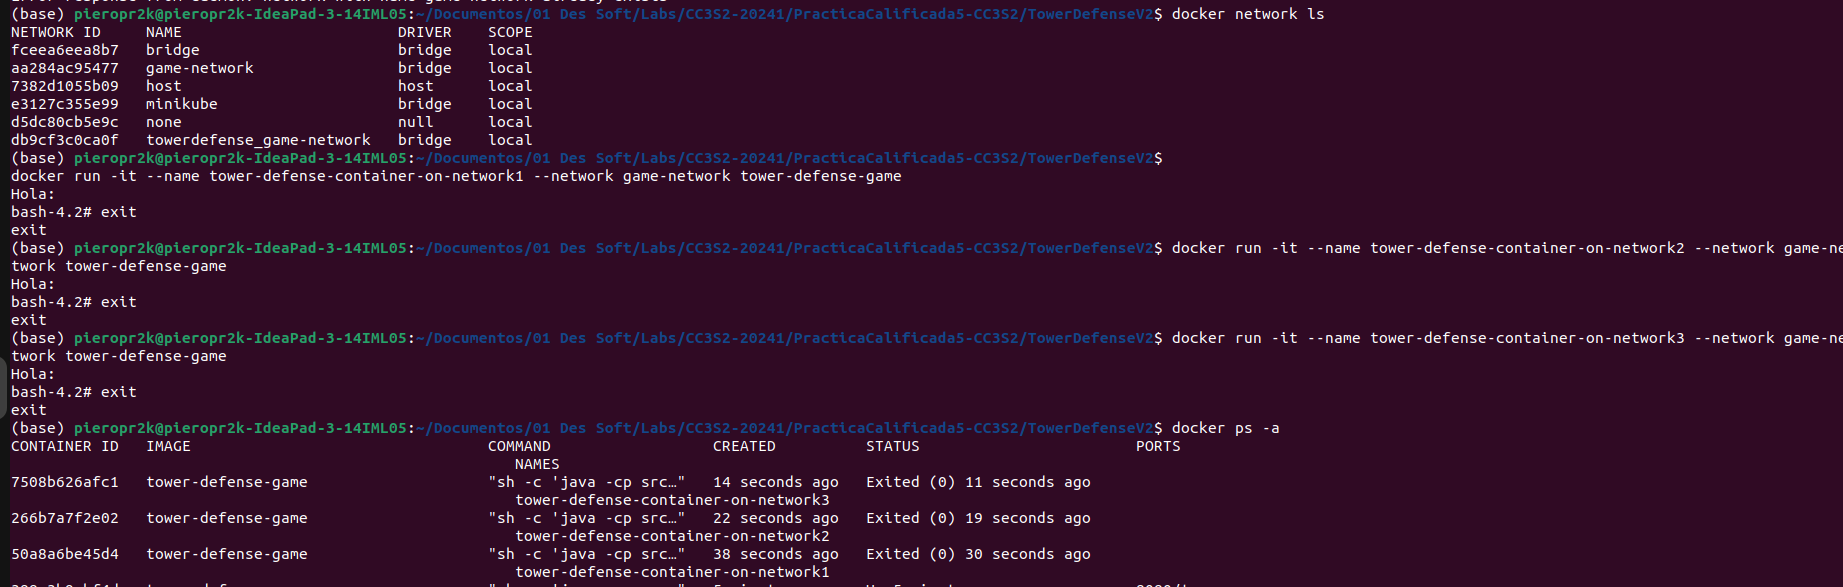 (base) pieropr2k@pieropr2k-IdeaPad-3-14IML05:~/Documentos/01 Des Soft/Labs/CC3S2-20241/PracticaCalificada5-CC3S2/TowerDefenseV2$ docker network ls
NETWORK ID   NAME                        DRIVER    SCOPE
fceea6eea8b7   bridge                      bridge    local
aa284ac95477   game-network                bridge    local
7382d1055b09   host                        host      local
e3127c355e99   minikube                    bridge    local
d5dc80cb5e9c   none                        null      local
db9cf3c0ca0f   towerdefense_game-network   bridge    local
(base) pieropr2k@pieropr2k-IdeaPad-3-14IML05:~/Documentos/01 Des Soft/Labs/CC3S2-20241/PracticaCalificada5-CC3S2/TowerDefenseV2$
docker run -it --name tower-defense-container-on-network1 --network game-network tower-defense-game
Hola:
bash-4.2# exit
exit
(base) pieropr2k@pieropr2k-IdeaPad-3-14IML05:~/Documentos/01 Des Soft/Labs/CC3S2-20241/PracticaCalificada5-CC3S2/TowerDefenseV2$ docker run -it --name tower-defense-container-on-network2 --network game-ne
twork tower-defense-game
Hola:
bash-4.2# exit
exit
(base) pieropr2k@pieropr2k-IdeaPad-3-14IML05:~/Documentos/01 Des Soft/Labs/CC3S2-20241/PracticaCalificada5-CC3S2/TowerDefenseV2$ docker run -it --name tower-defense-container-on-network3 --network game-ne
twork tower-defense-game
Hola:
bash-4.2# exit
exit
(base) pieropr2k@pieropr2k-IdeaPad-3-14IML05:~/Documentos/01 Des Soft/Labs/CC3S2-20241/PracticaCalificada5-CC3S2/TowerDefenseV2$ docker ps -a
CONTAINER ID   IMAGE                                 COMMAND                  CREATED          STATUS                        PORTS
NAMES
7508b626afc1   tower-defense-game                    "sh -c 'java -cp src…"   14 seconds ago   Exited (0) 11 seconds ago
tower-defense-container-on-network3
266b7a7f2e02   tower-defense-game                    "sh -c 'java -cp src…"   22 seconds ago   Exited (0) 19 seconds ago
tower-defense-container-on-network2
50a8a6be45d4   tower-defense-game                    "sh -c 'java -cp src…"   38 seconds ago   Exited (0) 30 seconds ago
tower-defense-container-on-network1